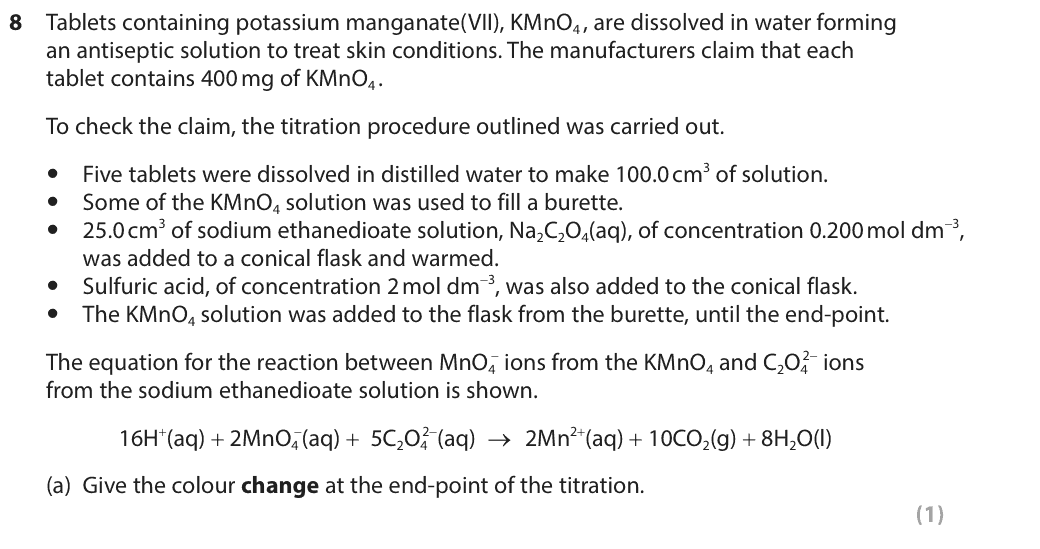 8 Tablets containing potassium manganate(VII), KMnO₄, are dissolved in water forming
an antiseptic solution to treat skin conditions. The manufacturers claim that each
tablet contains 400 mg of KMnO₄.
To check the claim, the titration procedure outlined was carried out.
• Five tablets were dissolved in distilled water to make 100.0 cm³ of solution.
• Some of the KMnO₄ solution was used to fill a burette.
• 25.0 cm³ of sodium ethanedioate solution, Na₂C₂O₄(aq), of concentration 0.200 mol dm⁻³,
was added to a conical flask and warmed.
• Sulfuric acid, of concentration 2 mol dm⁻³, was also added to the conical flask.
• The KMnO₄ solution was added to the flask from the burette, until the end-point.
The equation for the reaction between MnO₄⁻ ions from the KMnO₄ and C₂O₄²⁻ ions
from the sodium ethanedioate solution is shown.
16H⁺(aq) + 2MnO₄⁻(aq) + 5C₂O₄²⁻(aq) → 2Mn²⁺(aq) + 10CO₂(g) + 8H₂O(l)
(a) Give the colour change at the end-point of the titration.
(1)